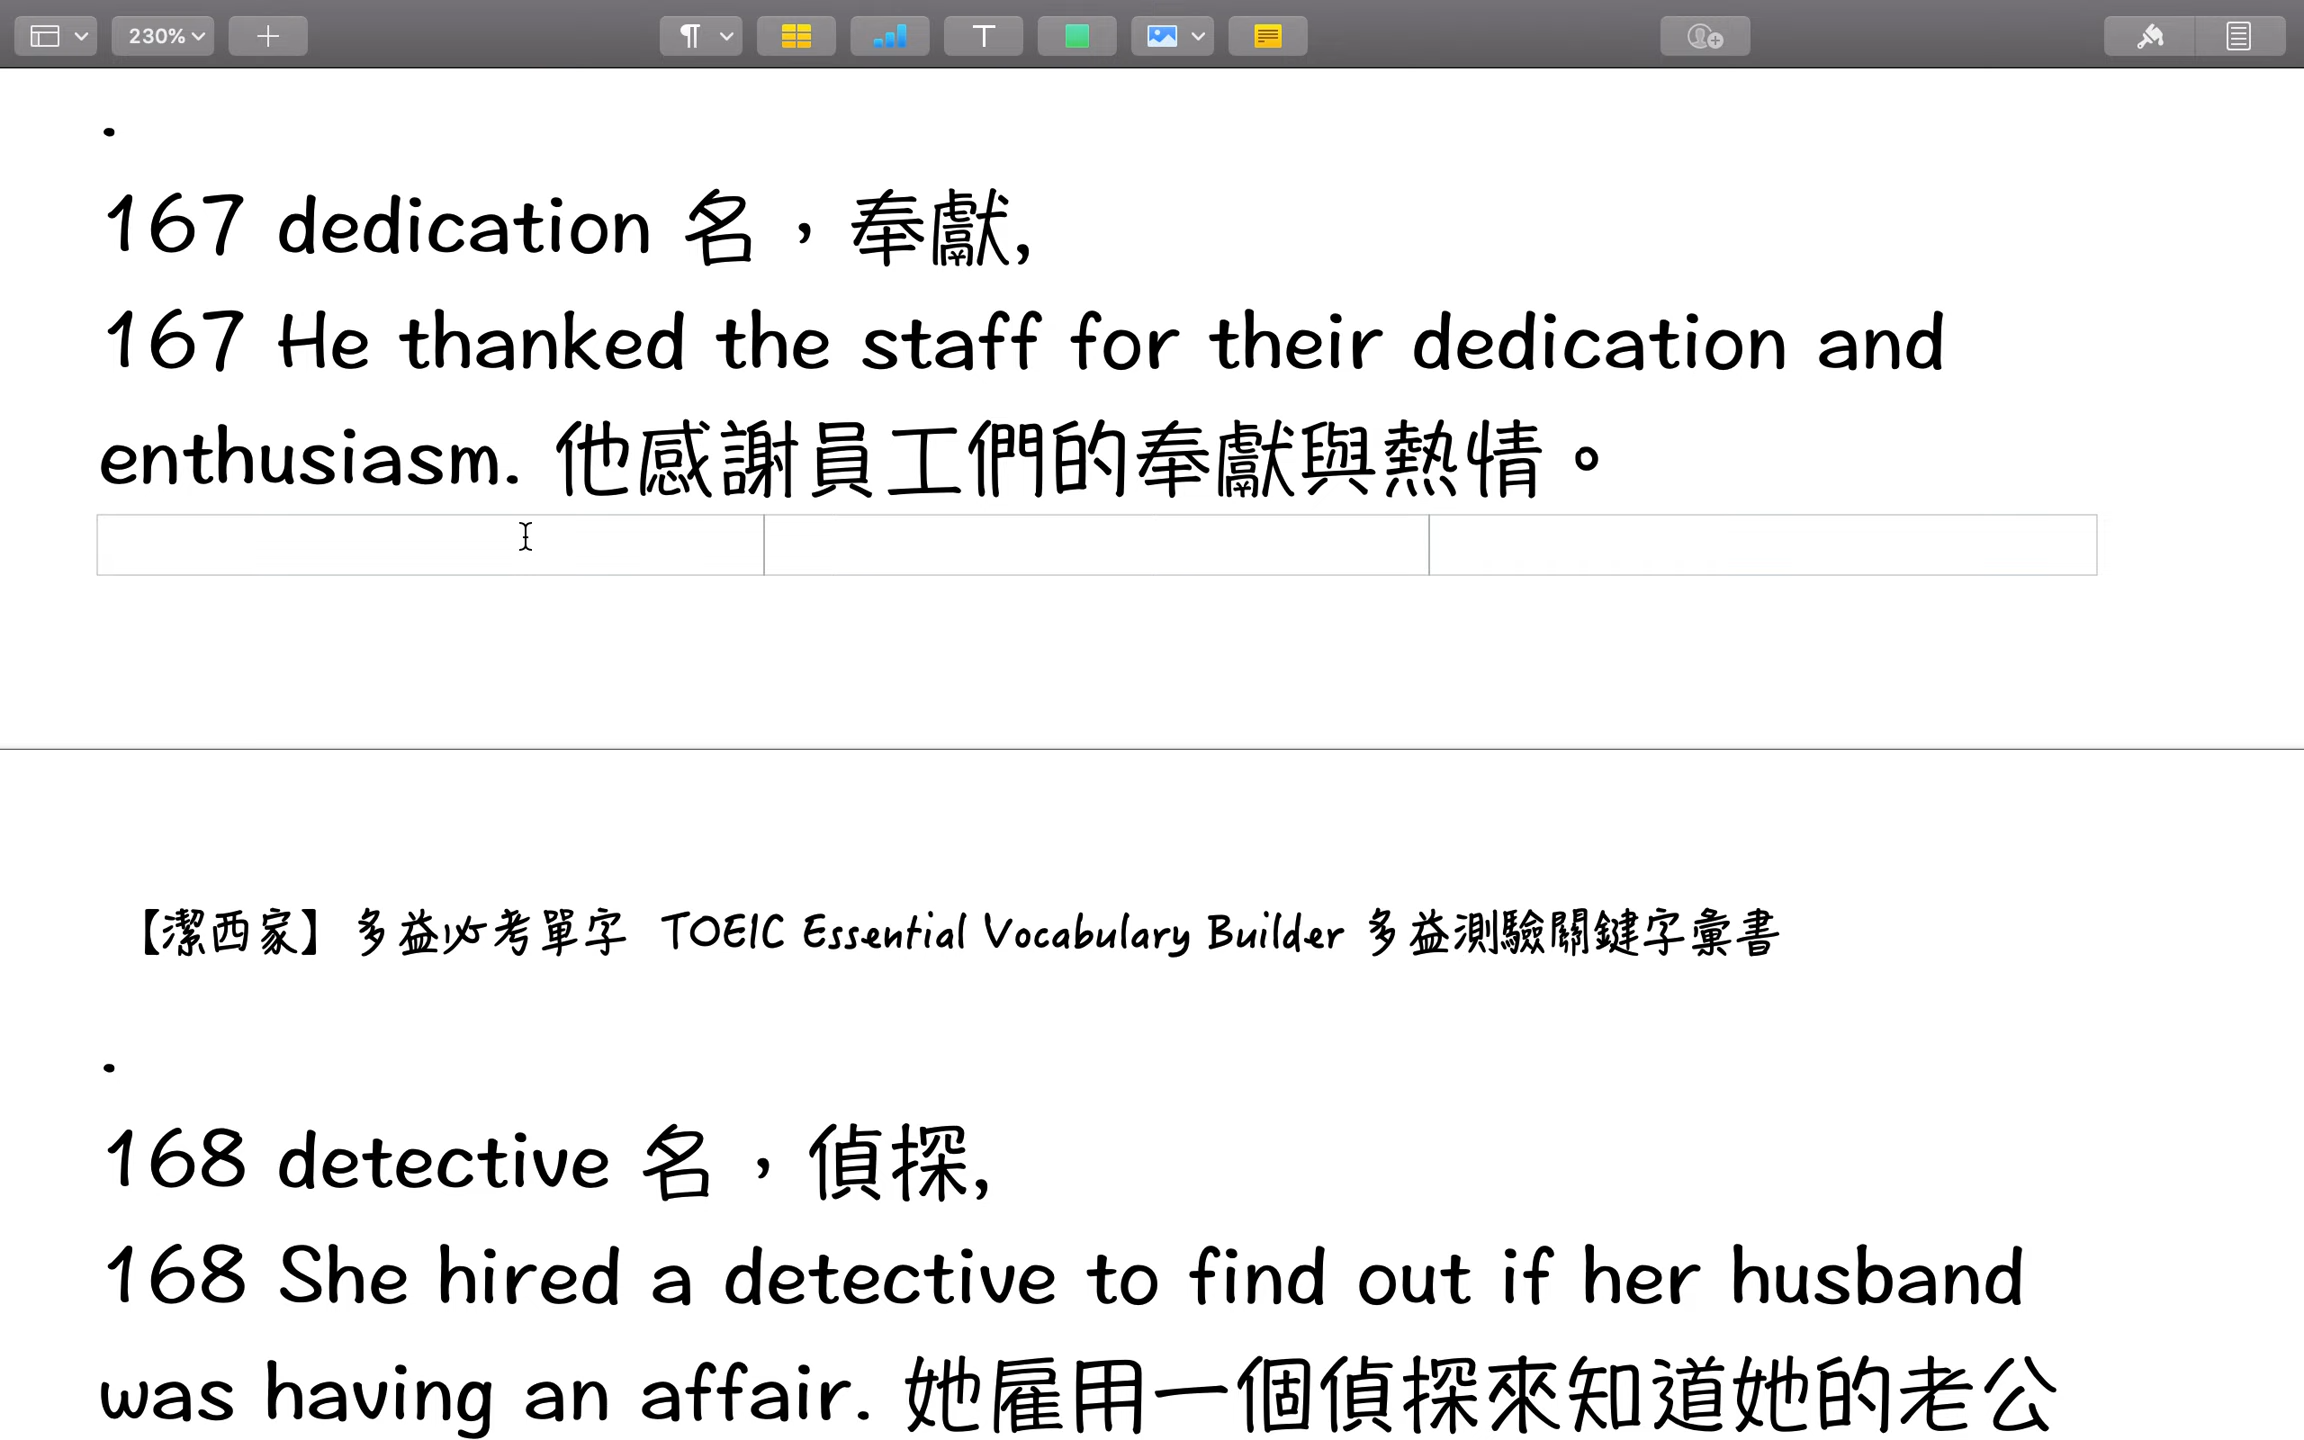 230%
.
167 dedication 名，奉獻,
167 He thanked the staff for their dedication and
enthusiasm. 他感謝員工們的奉獻與熱情。
【潔西家】 多益必考單字 TOEIC Essential Vocabulary Builder 多益測驗關鍵字彙書
.
168 detective 名，偵探,
168 She hired a detective to find out if her husband
was having an affair. 她雇用一個偵探來知道她的老公